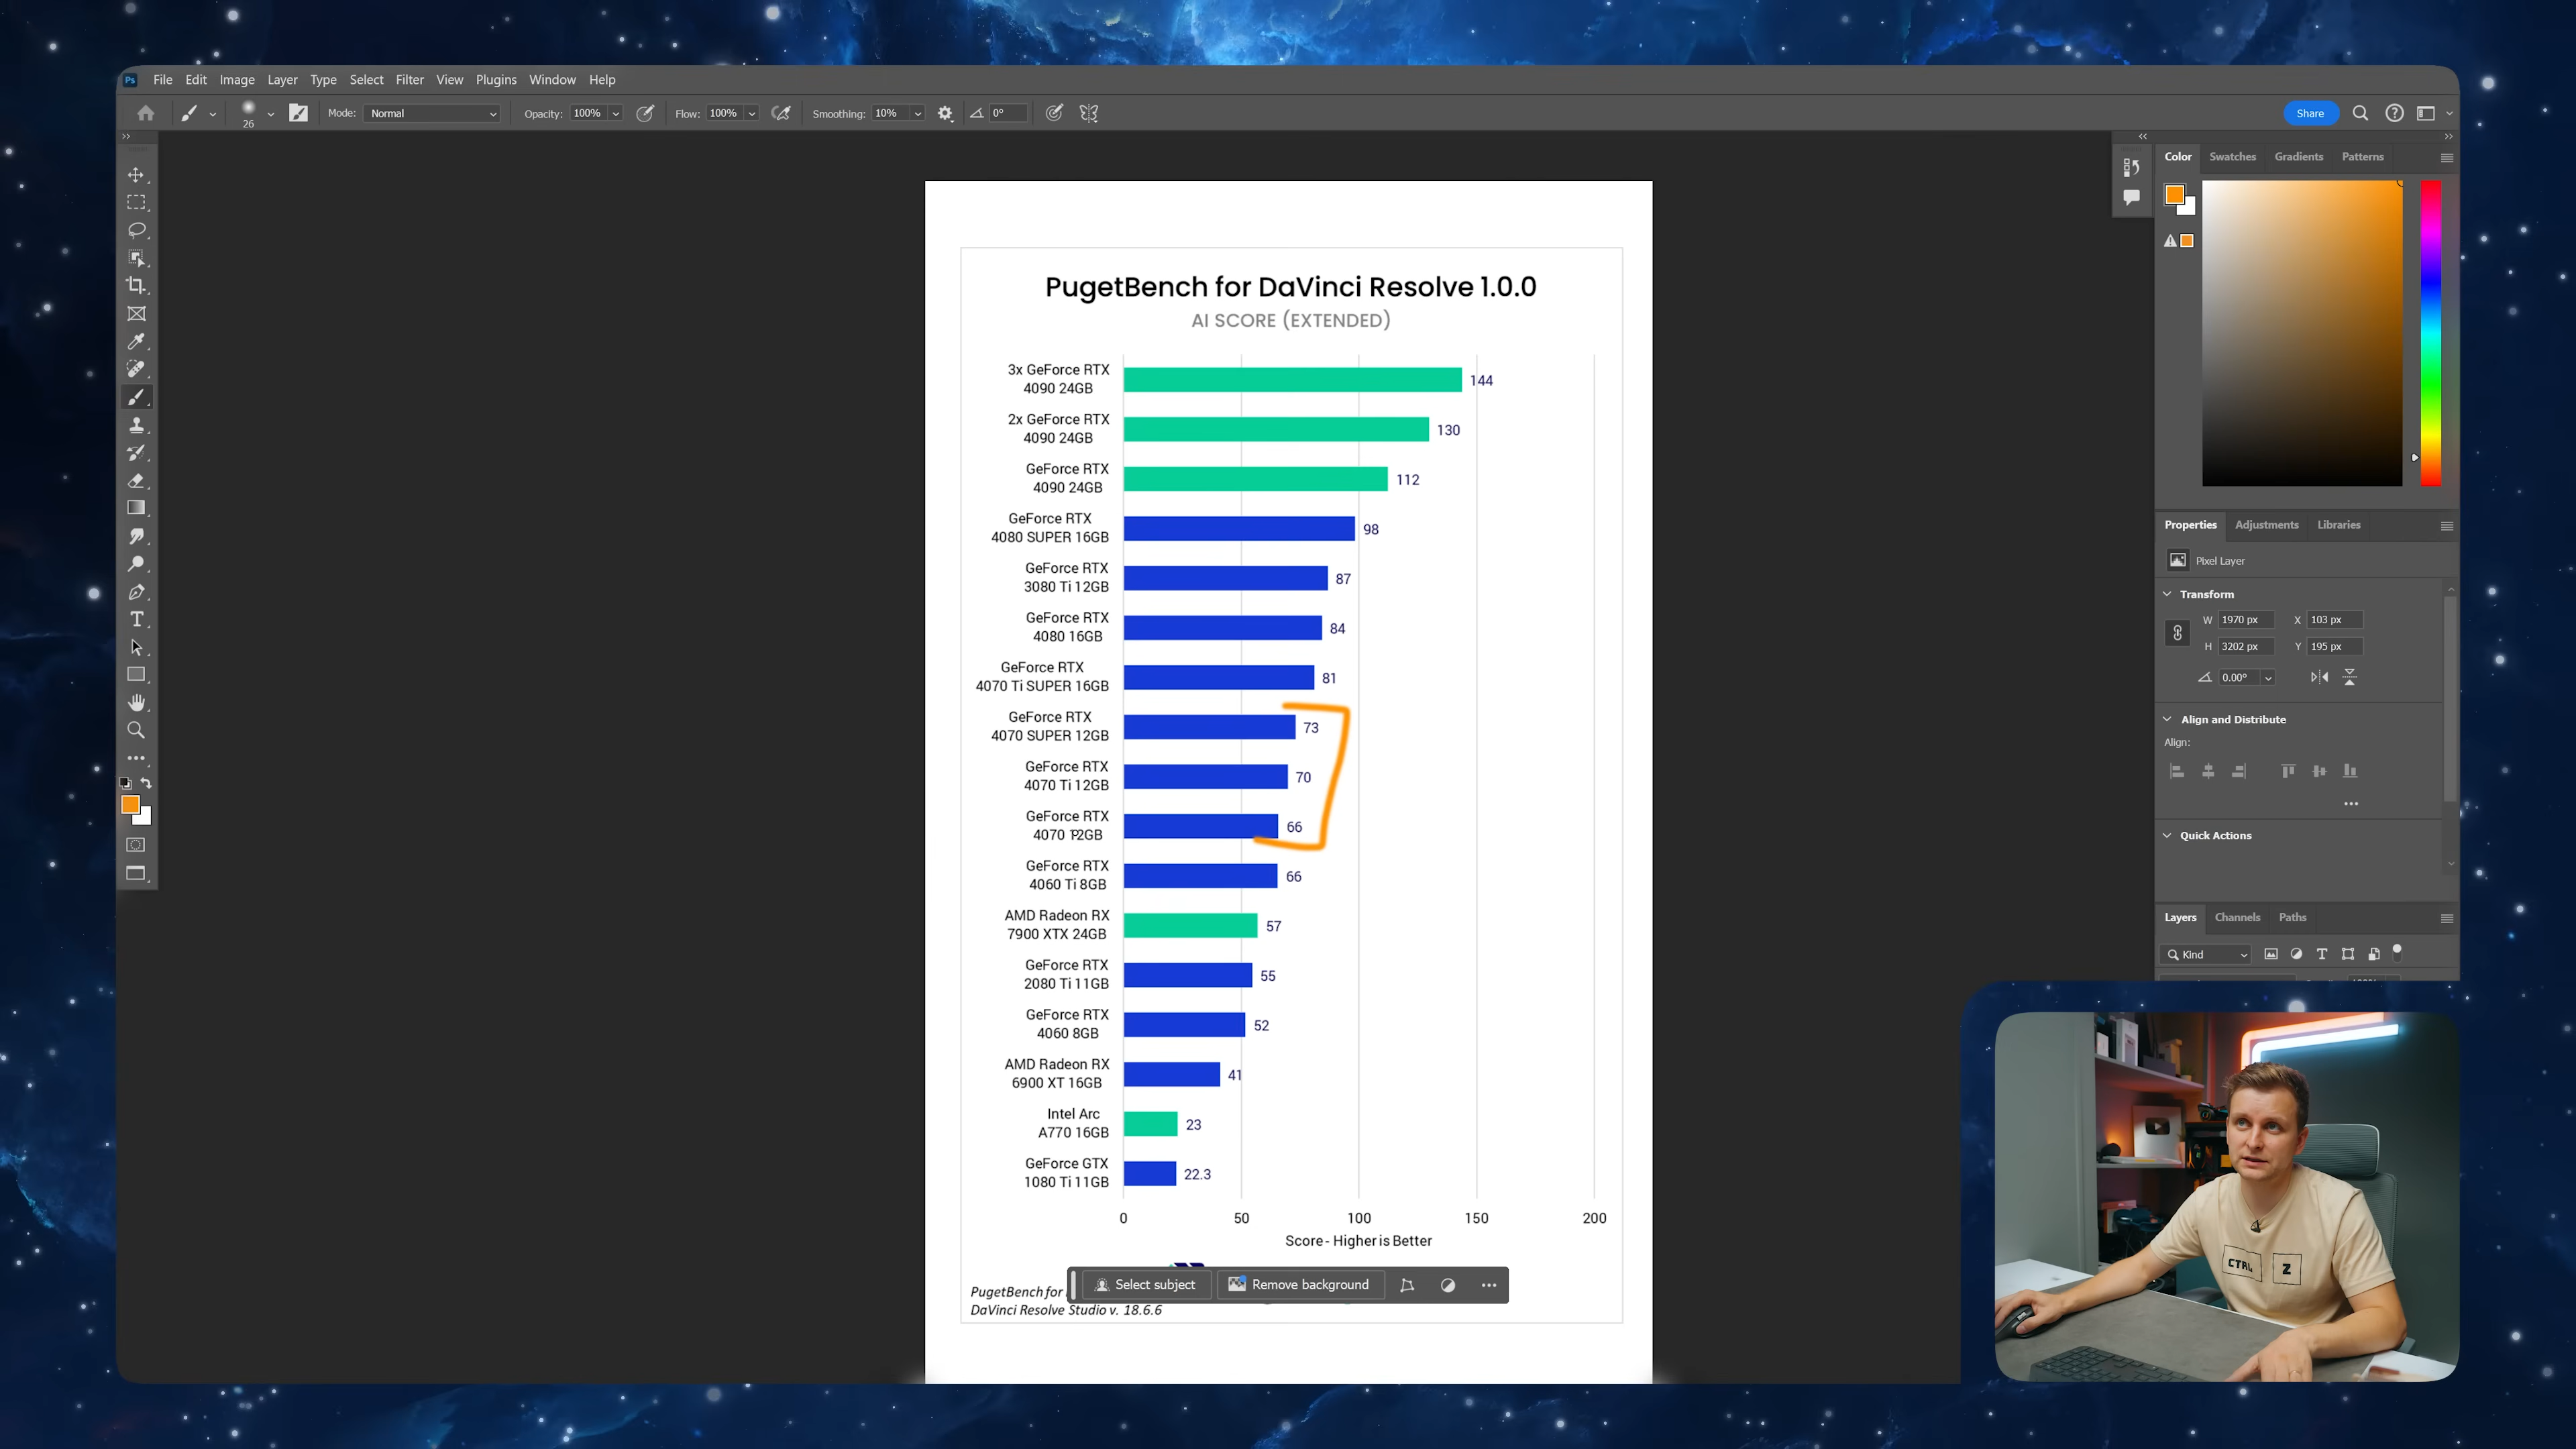 Ps File Edit Image Layer Type Select Filter View Plugins Window Help
26 Mode: Normal Opacity: 100% Flow: 100% Smoothing: 10% 0° Share
Color Swatches Gradients Patterns
PugetBench for DaVinci Resolve 1.0.0
AI SCORE (EXTENDED)
3x GeForce RTX
4090 24GB
144
2x GeForce RTX
4090 24GB
130
GeForce RTX
4090 24GB
112
GeForce RTX
4080 SUPER 16GB
98
GeForce RTX
3080 Ti 12GB
87
GeForce RTX
4080 16GB
84
GeForce RTX
4070 Ti SUPER 16GB
81
GeForce RTX
4070 SUPER 12GB
73
GeForce RTX
4070 Ti 12GB
70
GeForce RTX
4070 12GB
66
GeForce RTX
4060 Ti 8GB
66
AMD Radeon RX
7900 XTX 24GB
57
GeForce RTX
2080 Ti 11GB
55
GeForce RTX
4060 8GB
52
AMD Radeon RX
6900 XT 16GB
41
Intel Arc
A770 16GB
23
GeForce GTX
1080 Ti 11GB
22.3
0 50 100 150 200
Score - Higher is Better
PugetBench for
DaVinci Resolve Studio v. 18.6.6
Select subject Remove background
Properties Adjustments Libraries
Pixel Layer
Transform
W 1970 px X 103 px
H 3202 px Y 195 px
0.00°
Align and Distribute
Align:
Quick Actions
Layers Channels Paths
Kind
CTRL Z